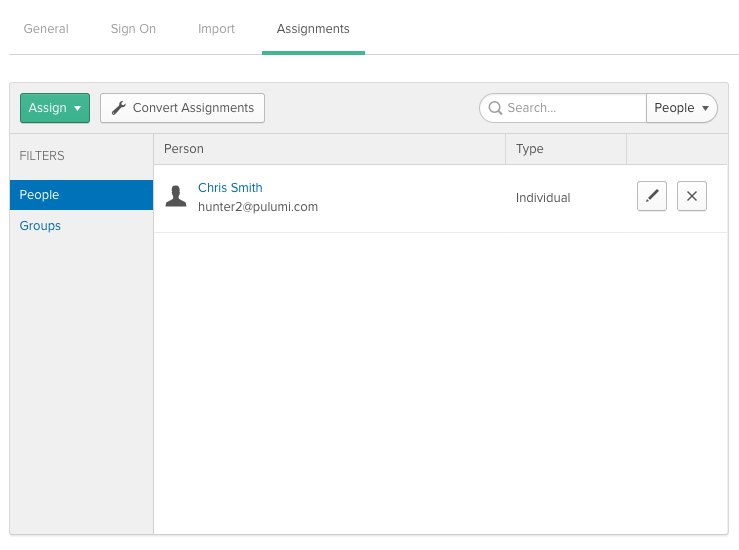 General Sign On Import Assignments
Assign Convert Assignments Search... People
FILTERS
People
Groups
Person Type
Chris Smith
hunter2@pulumi.com
Individual